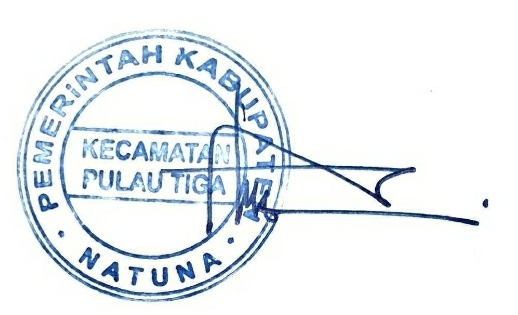 PEMERINTAH KABUPATEN
KECAMATAN
PULAU TIGA
NATUNA